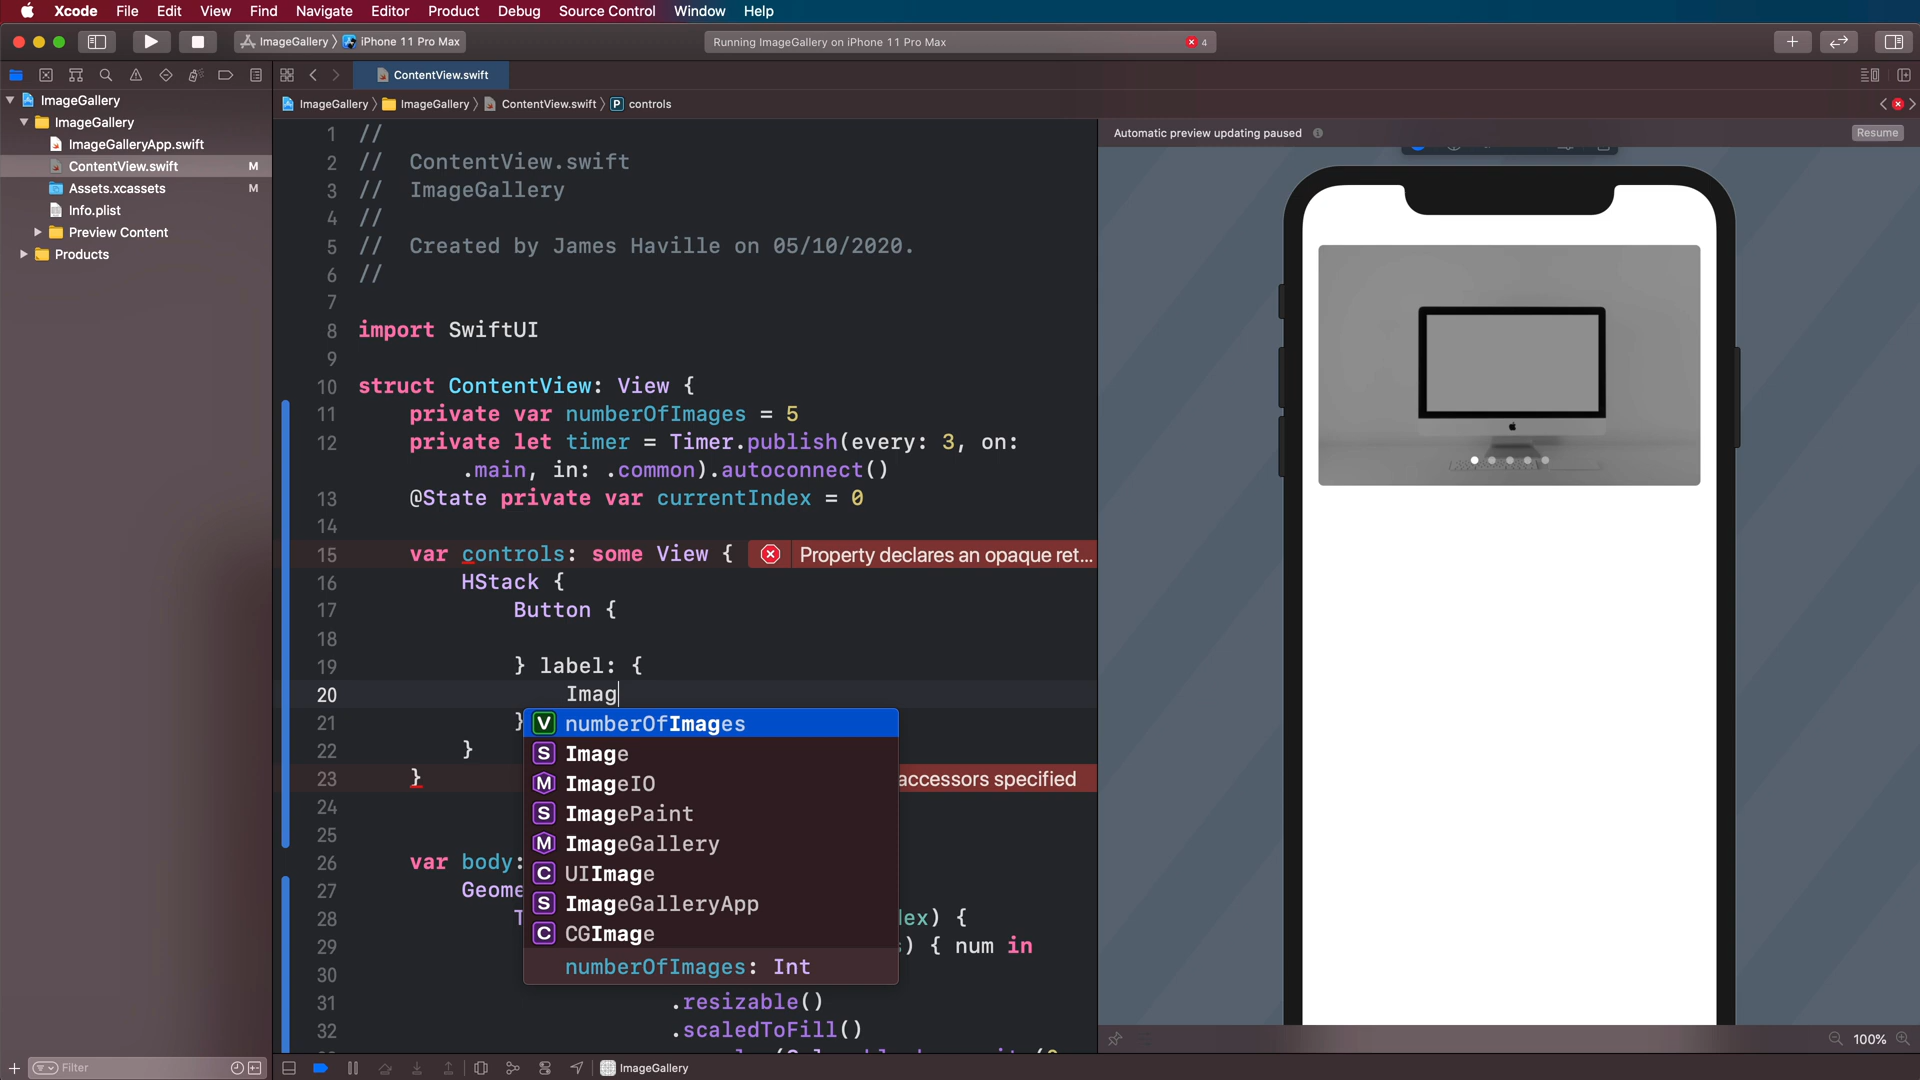 Xcode File Edit View Find Navigate Editor Product Debug Source Control Window Help
ImageGallery iPhone 11 Pro Max
Running ImageGallery on iPhone 11 Pro Max
4
ContentView.swift
ImageGallery
ImageGallery
ImageGalleryApp.swift
ContentView.swift M
Assets.xcassets M
Info.plist
Preview Content
Products
Filter
ImageGallery ImageGallery ContentView.swift P controls
1 //
2 // ContentView.swift
3 // ImageGallery
4 //
5 // Created by James Haville on 05/10/2020.
6 //
7
8 import SwiftUI
9
10 struct ContentView: View {
11 private var numberOfImages = 5
12 private let timer = Timer.publish(every: 3, on:
.main, in: .common).autoconnect()
13 @State private var currentIndex = 0
14
15 var controls: some View { Property declares an opaque ret...
16 HStack {
17 Button {
18
19 } label: {
20 Imag
21 }
22 }
23 } accessors specified
24
25
26 var body:
27 Geome
28 T dex) {
29 ) { num in
30
31 .resizable()
32 .scaledToFill()
V numberOfImages
S Image
M ImageIO
S ImagePaint
M ImageGallery
C UIImage
S ImageGalleryApp
C CGImage
numberOfImages: Int
Automatic preview updating paused
Resume
100%
ImageGallery